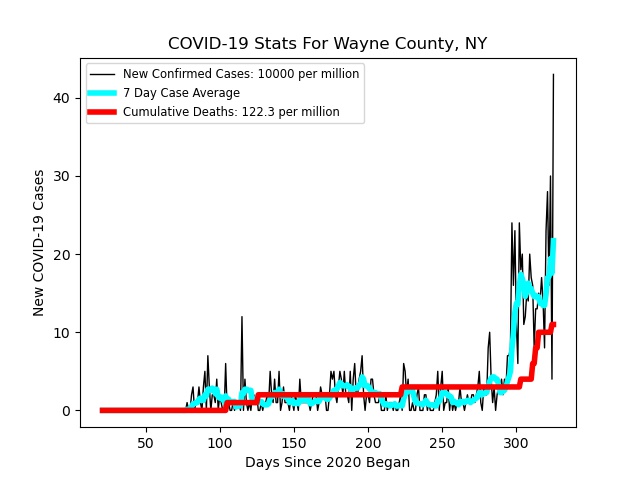 COVID-19 Stats For Wayne County, NY
New Confirmed Cases: 10000 per million
7 Day Case Average
Cumulative Deaths: 122.3 per million
New COVID-19 Cases
40
30
20
10
0
50
100
150
200
250
300
Days Since 2020 Began